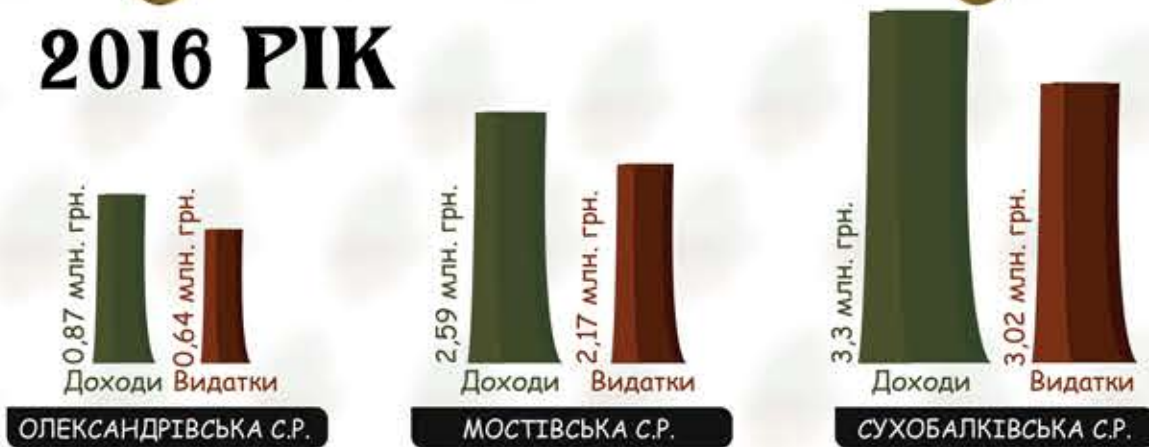 2016 РІК
0,87 млн. грн.
0,64 млн. грн.
Доходи Видатки
ОЛЕКСАНДРІВСЬКА С.Р.
2,59 млн. грн.
2,17 млн. грн.
Доходи Видатки
МОСТІВСЬКА С.Р.
3,3 млн. грн.
3,02 млн. грн.
Доходи Видатки
СУХОБАЛКІВСЬКА С.Р.